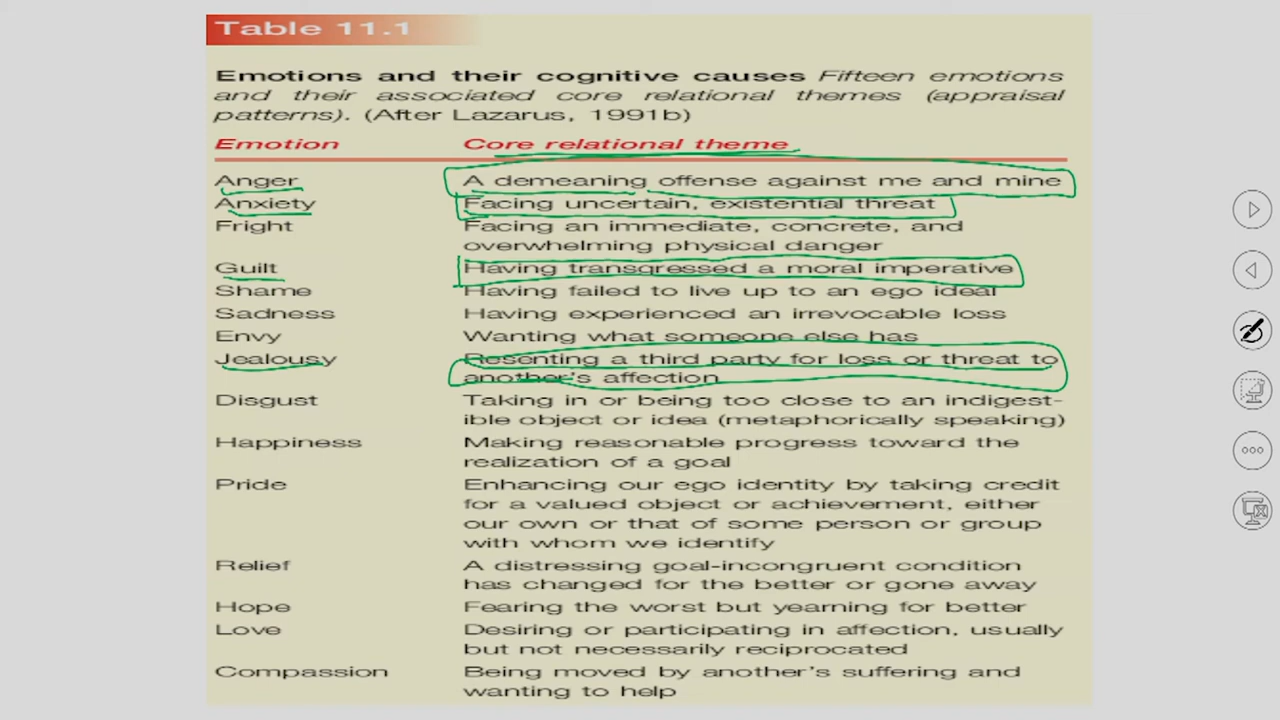 Table 11.1
Emotions and their cognitive causes Fifteen emotions
and their associated core relational themes (appraisal
patterns). (After Lazarus, 1991b)
Emotion Core relational theme
Anger A demeaning offense against me and mine
Anxiety Facing uncertain, existential threat
Fright Facing an immediate, concrete, and
overwhelming physical danger
Guilt Having transgressed a moral imperative
Shame Having failed to live up to an ego ideal
Sadness Having experienced an irrevocable loss
Envy Wanting what someone else has
Jealousy Resenting a third party for loss or threat to
another's affection
Disgust Taking in or being too close to an indigest-
ible object or idea (metaphorically speaking)
Happiness Making reasonable progress toward the
realization of a goal
Pride Enhancing our ego identity by taking credit
for a valued object or achievement, either
our own or that of some person or group
with whom we identify
Relief A distressing goal-incongruent condition
has changed for the better or gone away
Hope Fearing the worst but yearning for better
Love Desiring or participating in affection, usually
but not necessarily reciprocated
Compassion Being moved by another's suffering and
wanting to help